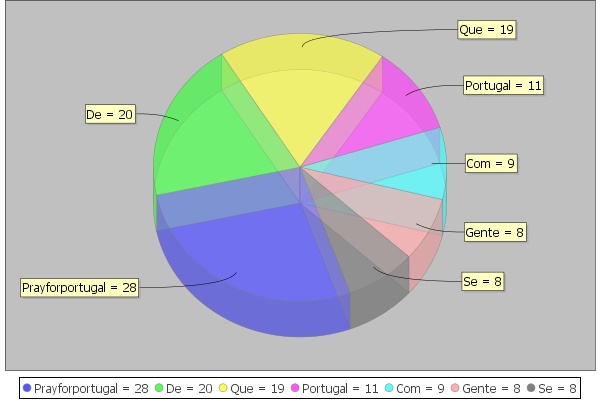 Que = 19
Portugal = 11
De = 20
Com = 9
Gente = 8
Se = 8
Prayforportugal = 28
Prayforportugal = 28 De = 20 Que = 19 Portugal = 11 Com = 9 Gente = 8 Se = 8